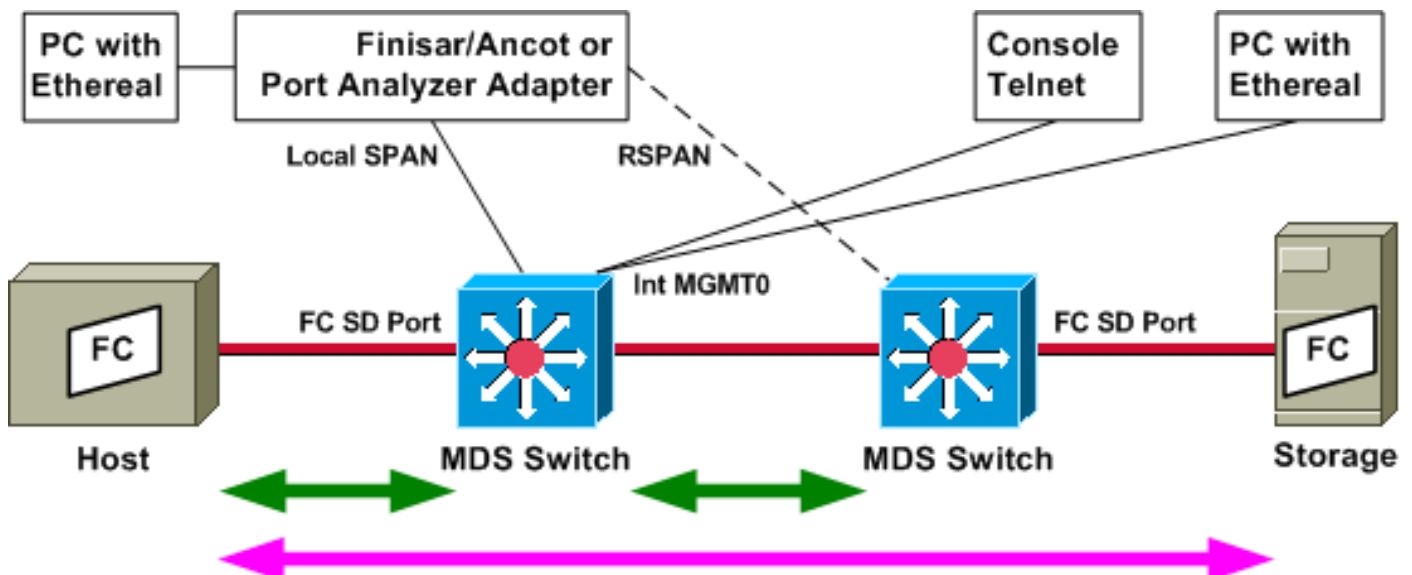 PC with
Ethereal
Finisar/Ancot or
Port Analyzer Adapter
Console
Telnet
PC with
Ethereal
Local SPAN
RSPAN
Int MGMT0
FC SD Port
FC SD Port
FC
FC
Host
MDS Switch
MDS Switch
Storage